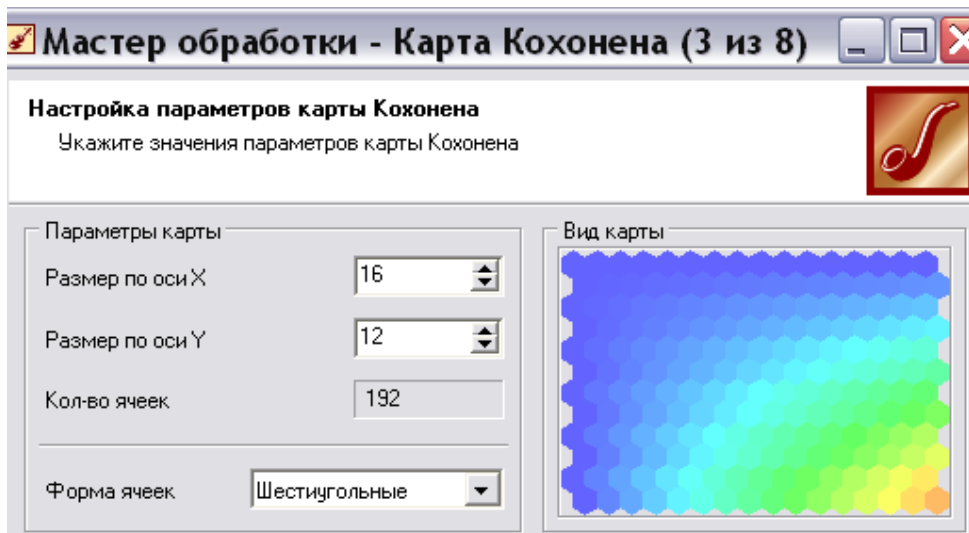 Мастер обработки - Карта Кохонена (3 из 8)
Настройка параметров карты Кохонена
Укажите значения параметров карты Кохонена
Параметры карты
Размер по оси X 16
Размер по оси Y 12
Кол-во ячеек 192
Форма ячеек Шестиугольные
Вид карты